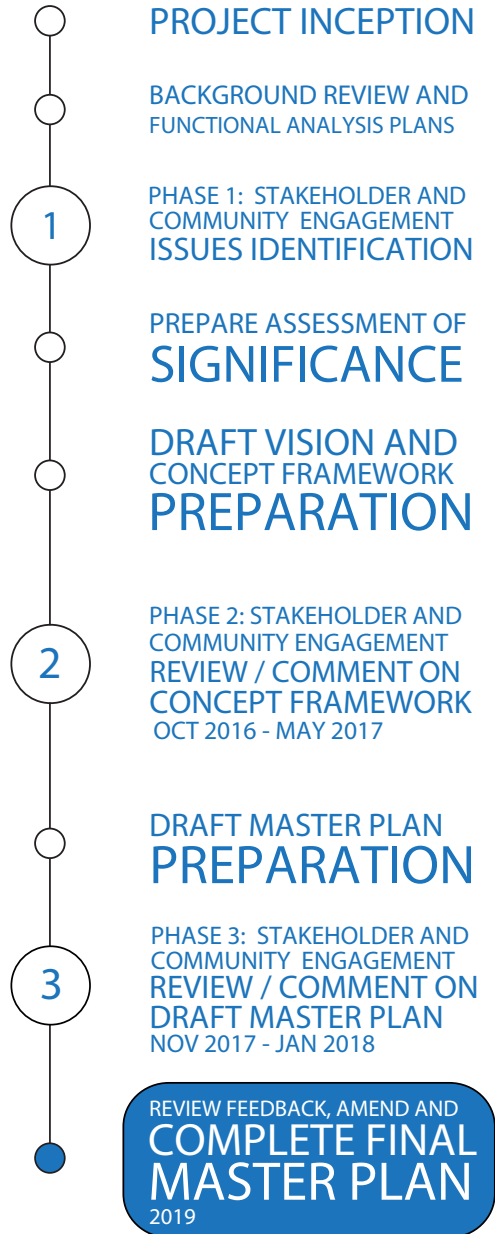 PROJECT INCEPTION
BACKGROUND REVIEW AND
FUNCTIONAL ANALYSIS PLANS
1
PHASE 1: STAKEHOLDER AND
COMMUNITY ENGAGEMENT
ISSUES IDENTIFICATION
PREPARE ASSESSMENT OF
SIGNIFICANCE
DRAFT VISION AND
CONCEPT FRAMEWORK
PREPARATION
2
PHASE 2: STAKEHOLDER AND
COMMUNITY ENGAGEMENT
REVIEW / COMMENT ON
CONCEPT FRAMEWORK
OCT 2016 - MAY 2017
DRAFT MASTER PLAN
PREPARATION
3
PHASE 3: STAKEHOLDER AND
COMMUNITY ENGAGEMENT
REVIEW / COMMENT ON
DRAFT MASTER PLAN
NOV 2017 - JAN 2018
REVIEW FEEDBACK, AMEND AND
COMPLETE FINAL
MASTER PLAN
2019